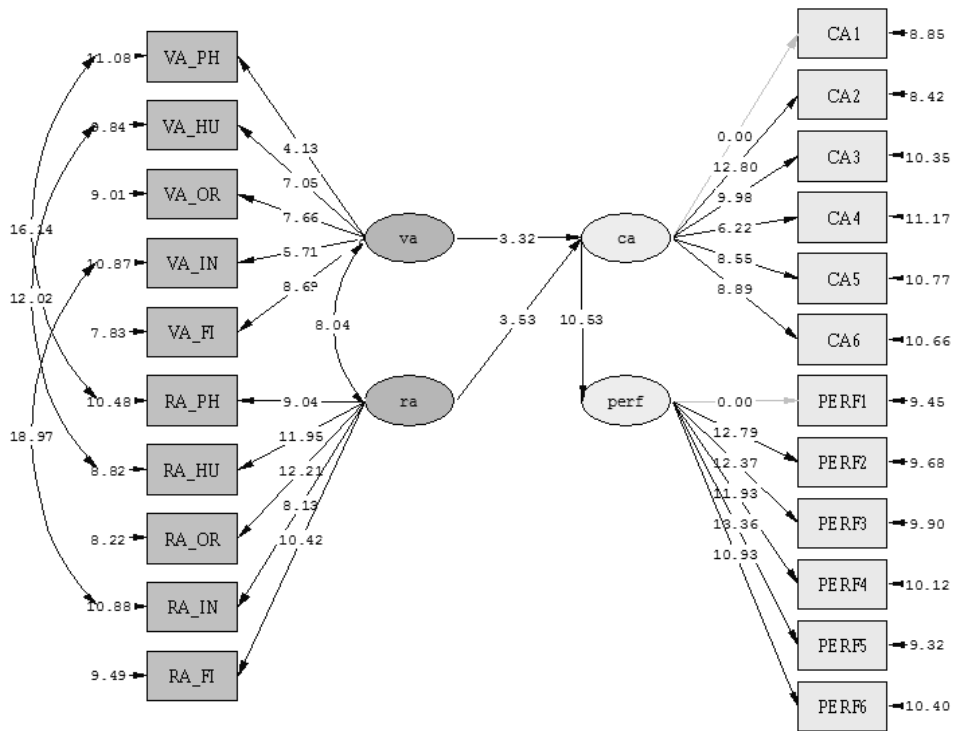 11.08 VA_PH
9.84 VA_HU
9.01 VA_OR
10.87 VA_IN
7.83 VA_FI
10.48 RA_PH
8.82 RA_HU
8.22 RA_OR
10.88 RA_IN
9.49 RA_FI
16.14
12.02
18.97
4.13
7.05
7.66
5.71
8.69
8.04
9.04
11.95
12.21
8.13
10.42
va
ra
3.32
3.53
ca
10.53
perf
0.00
12.80
9.98
6.22
8.55
8.89
0.00
12.79
12.37
11.93
13.36
10.93
CA1 8.85
CA2 8.42
CA3 10.35
CA4 11.17
CA5 10.77
CA6 10.66
PERF1 9.45
PERF2 9.68
PERF3 9.90
PERF4 10.12
PERF5 9.32
PERF6 10.40